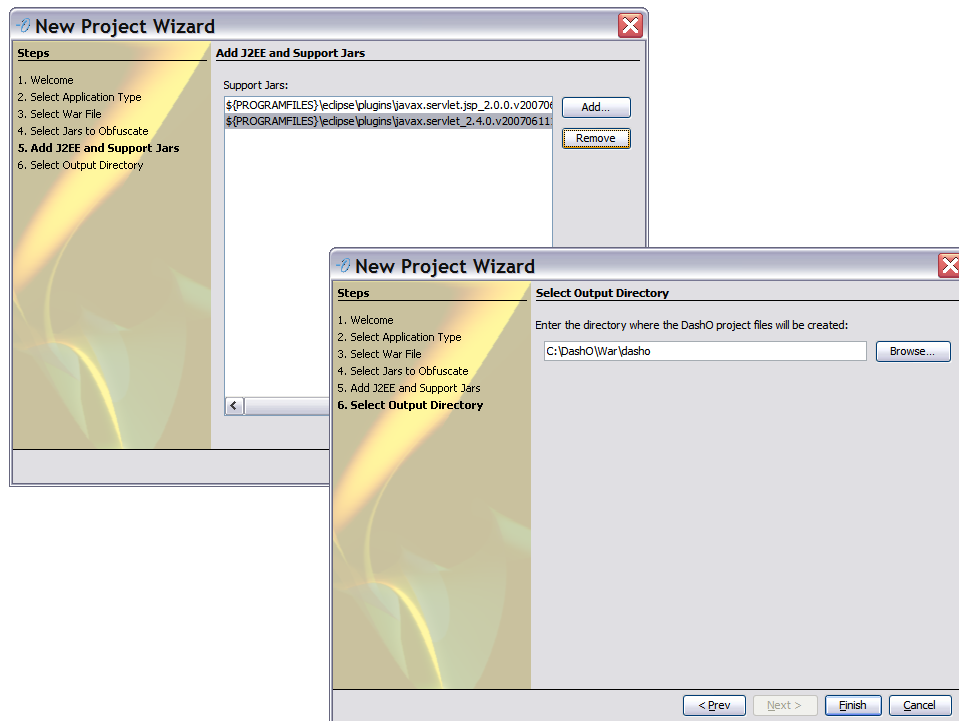 New Project Wizard
Steps
1. Welcome
2. Select Application Type
3. Select War File
4. Select Jars to Obfuscate
5. Add J2EE and Support Jars
6. Select Output Directory
Add J2EE and Support Jars
Support Jars:
${PROGRAMFILES}\eclipse\plugins\javax.servlet.jsp_2.0.0.v20070
${PROGRAMFILES}\eclipse\plugins\javax.servlet_2.4.0.v20070611
Add...
Remove
New Project Wizard
Steps
1. Welcome
2. Select Application Type
3. Select War File
4. Select Jars to Obfuscate
5. Add J2EE and Support Jars
6. Select Output Directory
Select Output Directory
Enter the directory where the DashO project files will be created:
C:\DashO\War\dasho
Browse...
< Prev
Next >
Finish
Cancel